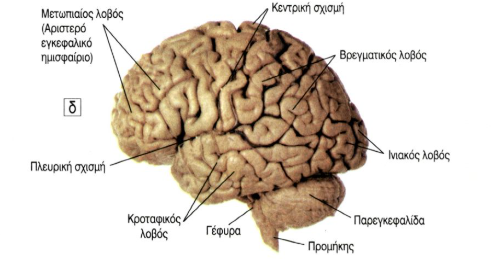 Μετωπιαίος λοβός
(Αριστερό
εγκεφαλικό
ημισφαίριο)
Κεντρική σχισμή
Βρεγματικός λοβός
δ
Πλευρική σχισμή
Ινιακός λοβός
Κροταφικός
λοβός
Γέφυρα
Παρεγκεφαλίδα
Προμήκης